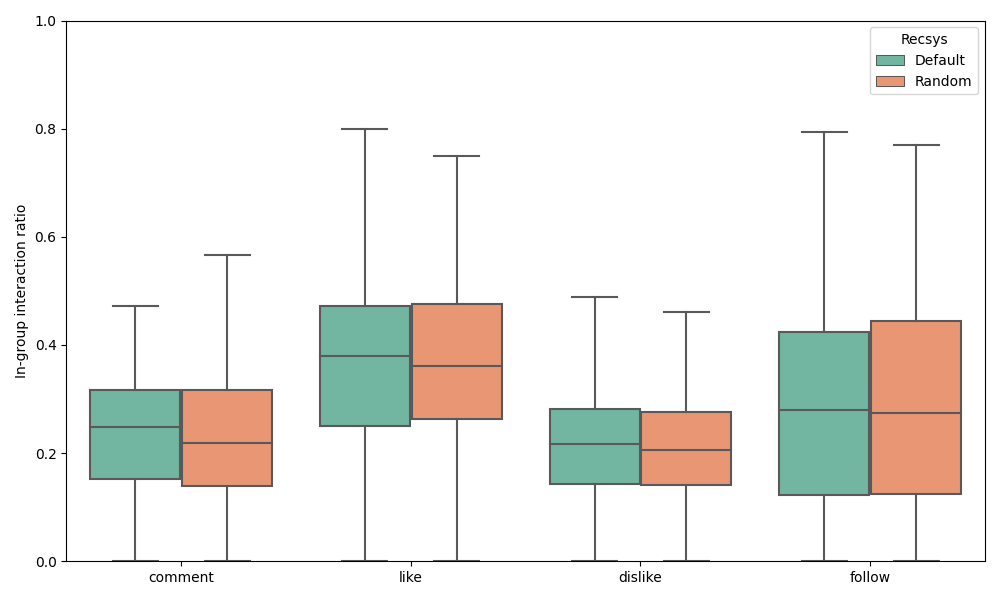 In-group interaction ratio
1.0
0.8
0.6
0.4
0.2
0.0
Recsys
Default
Random
comment
like
dislike
follow